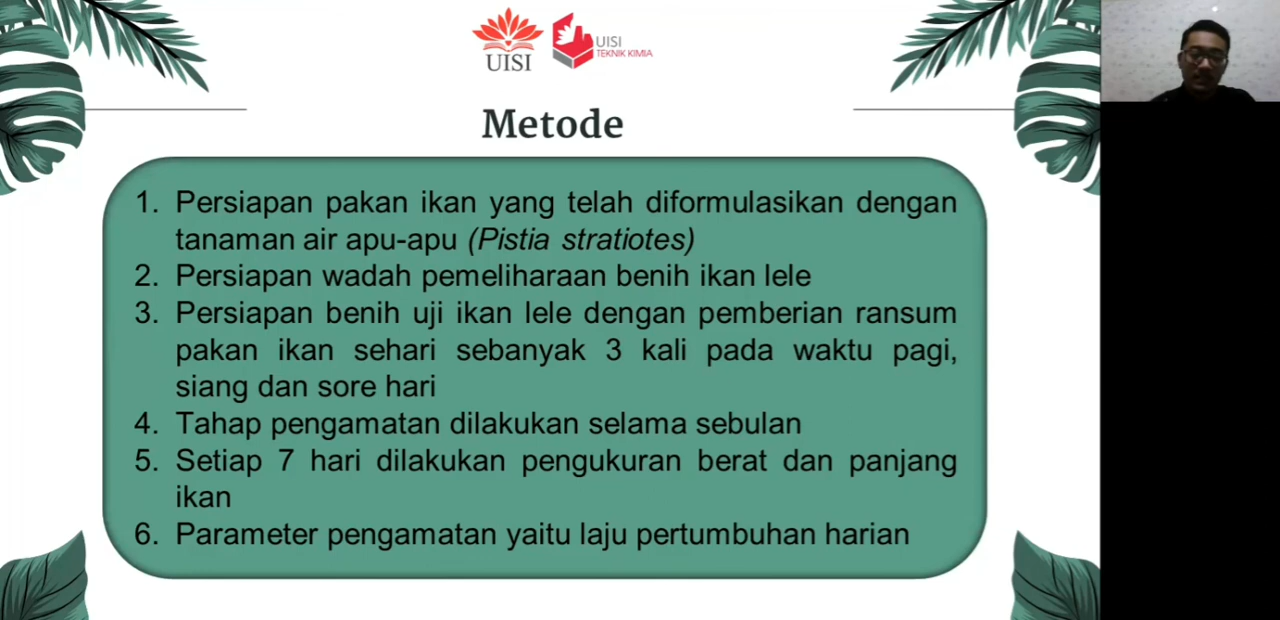 UISI
UISI
TEKNIK KIMIA
Metode
1. Persiapan pakan ikan yang telah diformulasikan dengan
tanaman air apu-apu (Pistia stratiotes)
2. Persiapan wadah pemeliharaan benih ikan lele
3. Persiapan benih uji ikan lele dengan pemberian ransum
pakan ikan sehari sebanyak 3 kali pada waktu pagi,
siang dan sore hari
4. Tahap pengamatan dilakukan selama sebulan
5. Setiap 7 hari dilakukan pengukuran berat dan panjang
ikan
6. Parameter pengamatan yaitu laju pertumbuhan harian